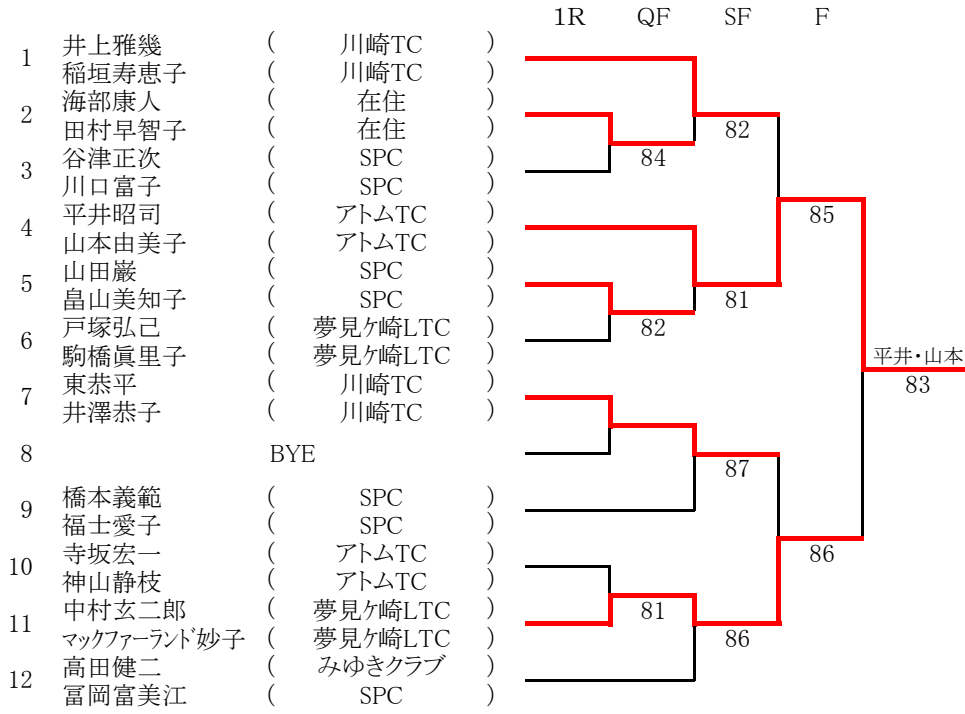 1R QF SF F
1 井上雅幾 ( 川崎TC )
稲垣寿恵子 ( 川崎TC )
2 海部康人 ( 在住 )
田村早智子 ( 在住 )
3 谷津正次 ( SPC )
川口富子 ( SPC )
4 平井昭司 ( アトムTC )
山本由美子 ( アトムTC )
5 山田巌 ( SPC )
畠山美知子 ( SPC )
6 戸塚弘己 ( 夢見ケ崎LTC )
駒橋眞里子 ( 夢見ケ崎LTC )
7 東恭平 ( 川崎TC )
井澤恭子 ( 川崎TC )
8 BYE
9 橋本義範 ( SPC )
福士愛子 ( SPC )
10 寺坂宏一 ( アトムTC )
神山静枝 ( アトムTC )
11 中村玄二郎 ( 夢見ケ崎LTC )
マックファーランド妙子 ( 夢見ケ崎LTC )
12 高田健二 ( みゆきクラブ )
冨岡富美江 ( SPC )
82
84
85
81
82
平井・山本
83
87
86
81
86